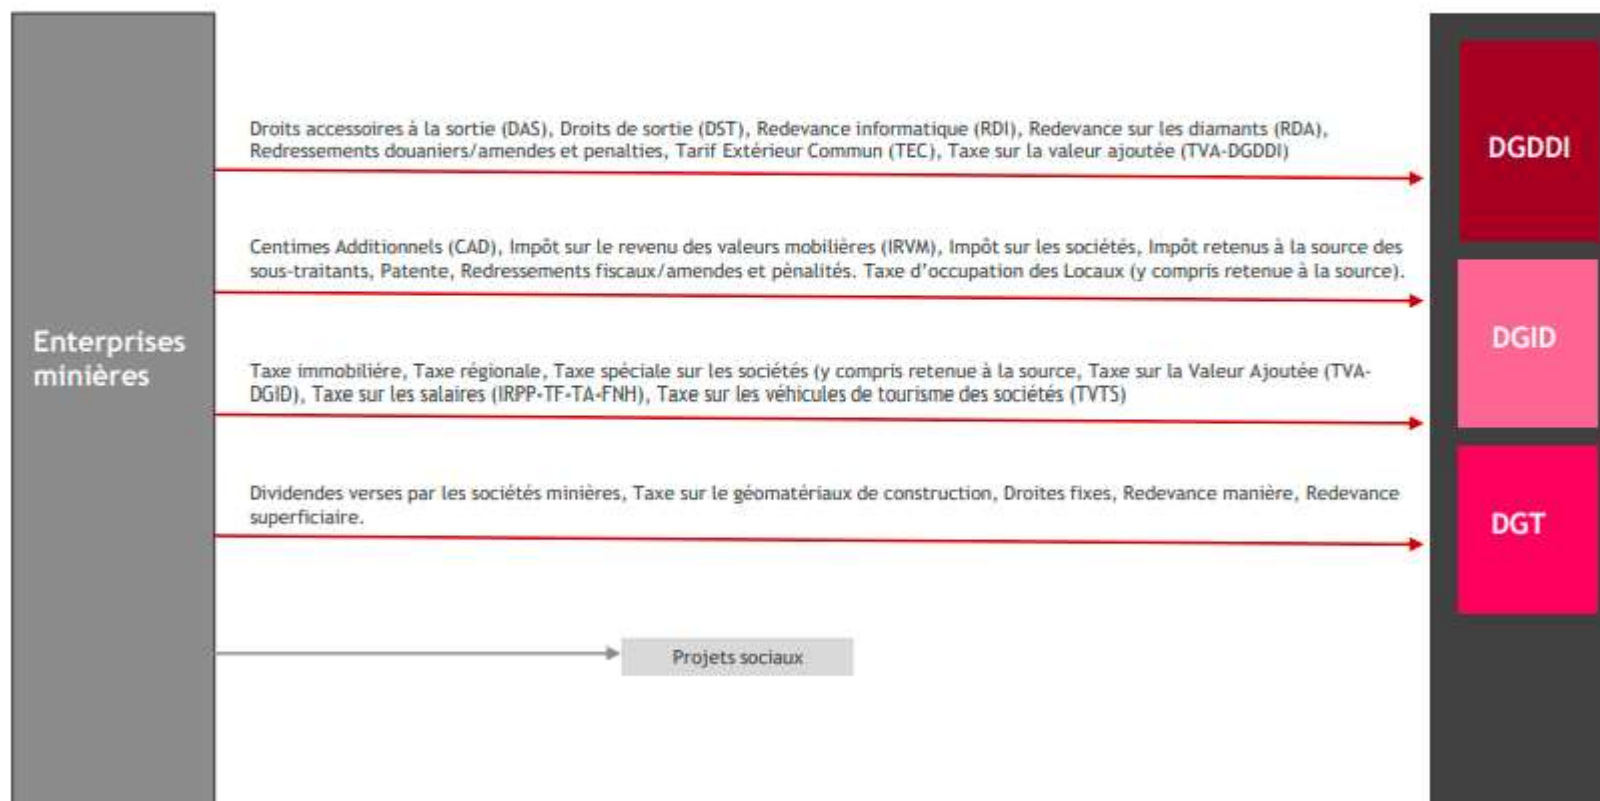 Enterprises
minières
Droits accessoires à la sortie (DAS), Droits de sortie (DST), Redevance informatique (RDI), Redevance sur les diamants (RDA),
Redressements douaniers/amendes et penalties, Tarif Extérieur Commun (TEC), Taxe sur la valeur ajoutée (TVA-DGDDI)
DGDDI
Centimes Additionnels (CAD), Impôt sur le revenu des valeurs mobilières (IRVM), Impôt sur les sociétés, Impôt retenus à la source des
sous-traitants, Patente, Redressements fiscaux/amendes et pènalités. Taxe d'occupation des Locaux (y compris retenue à la source).
DGID
Taxe immobiliére, Taxe régionale, Taxe spéciale sur les sociétés (y compris retenue à la source, Taxe sur la Valeur Ajoutée (TVA-
DGID), Taxe sur les salaires (IRPP-TF-TA-FNH), Taxe sur les véhicules de tourisme des sociétés (TVTS)
Dividendes verses par les sociétés minières, Taxe sur le géomatériaux de construction, Droites fixes, Redevance manière, Redevance
superficiaire.
DGT
Projets sociaux